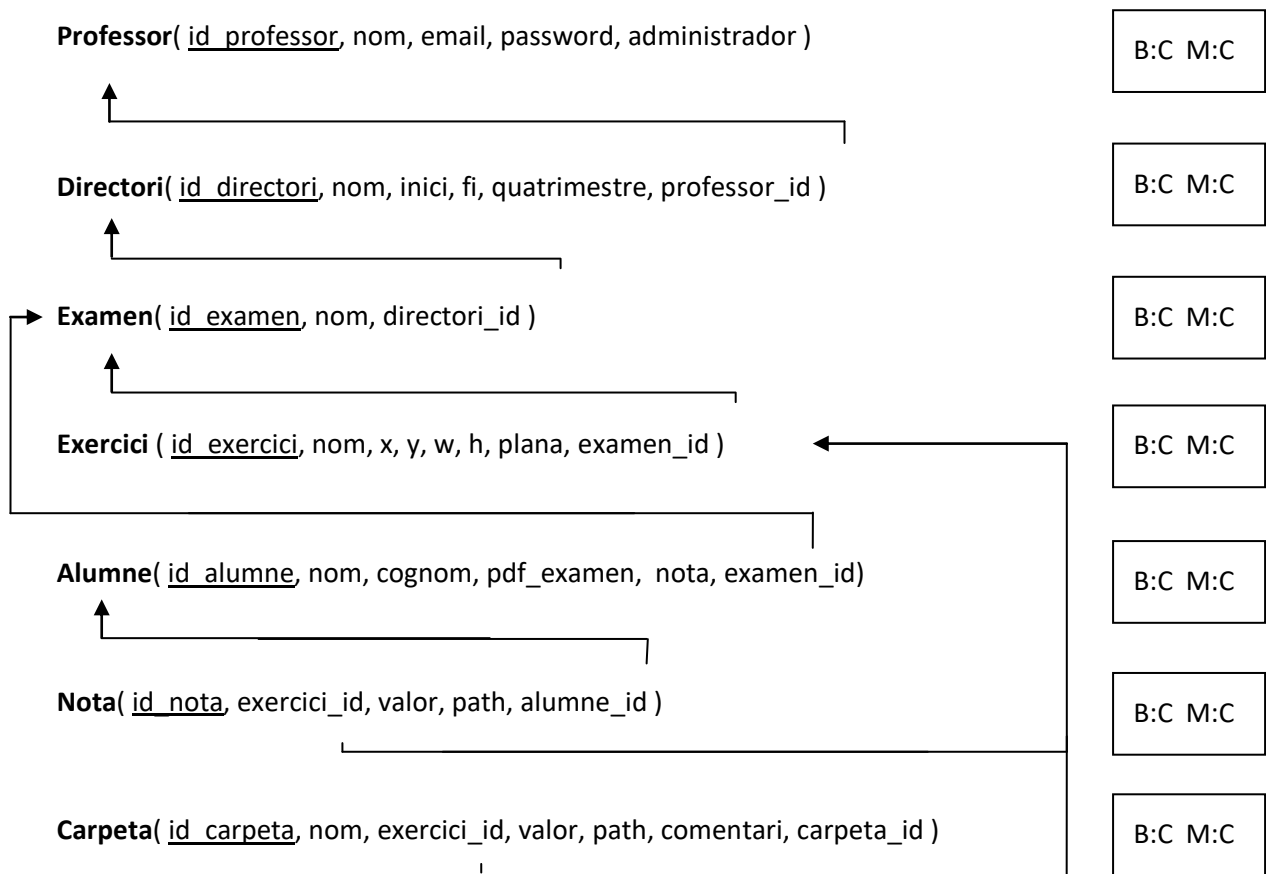 Professor( id_professor, nom, email, password, administrador )
B:C M:C
Directori( id_directori, nom, inici, fi, quatrimestre, professor_id )
B:C M:C
Examen( id_examen, nom, directori_id )
B:C M:C
Exercici ( id_exercici, nom, x, y, w, h, plana, examen_id )
B:C M:C
Alumne( id_alumne, nom, cognom, pdf_examen, nota, examen_id)
B:C M:C
Nota( id_nota, exercici_id, valor, path, alumne_id )
B:C M:C
Carpeta( id_carpeta, nom, exercici_id, valor, path, comentari, carpeta_id )
B:C M:C